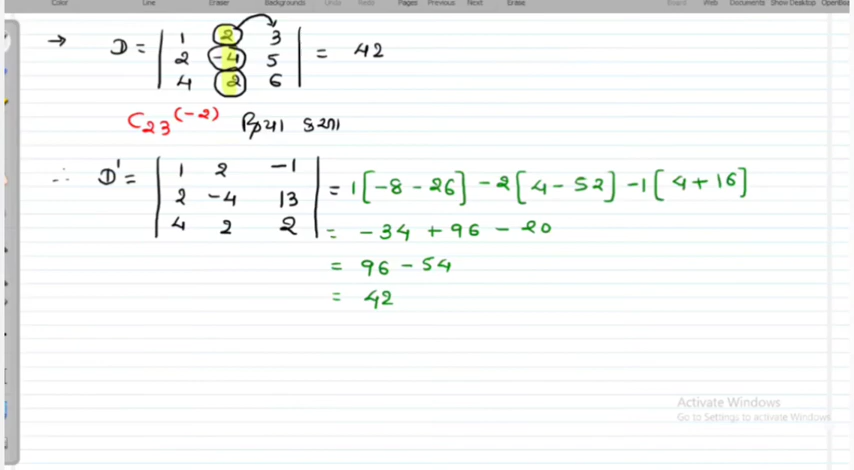 Color Line Eraser Backgrounds Undo Redo Pages Previous Next Erase Board Web Documents Show Desktop OpenBoa
→ D = | 1 2 3 |
| 2 -4 5 | = 42
| 4 2 6 |
C₂₃(-2)
∴ D' = | 1 2 -1 |
| 2 -4 13 | = 1[-8 - 26] - 2[4 - 52] - 1[4 + 16]
| 4 2 2 |
= -34 + 96 - 20
= 96 - 54
= 42
Activate Windows
Go to Settings to activate Windows